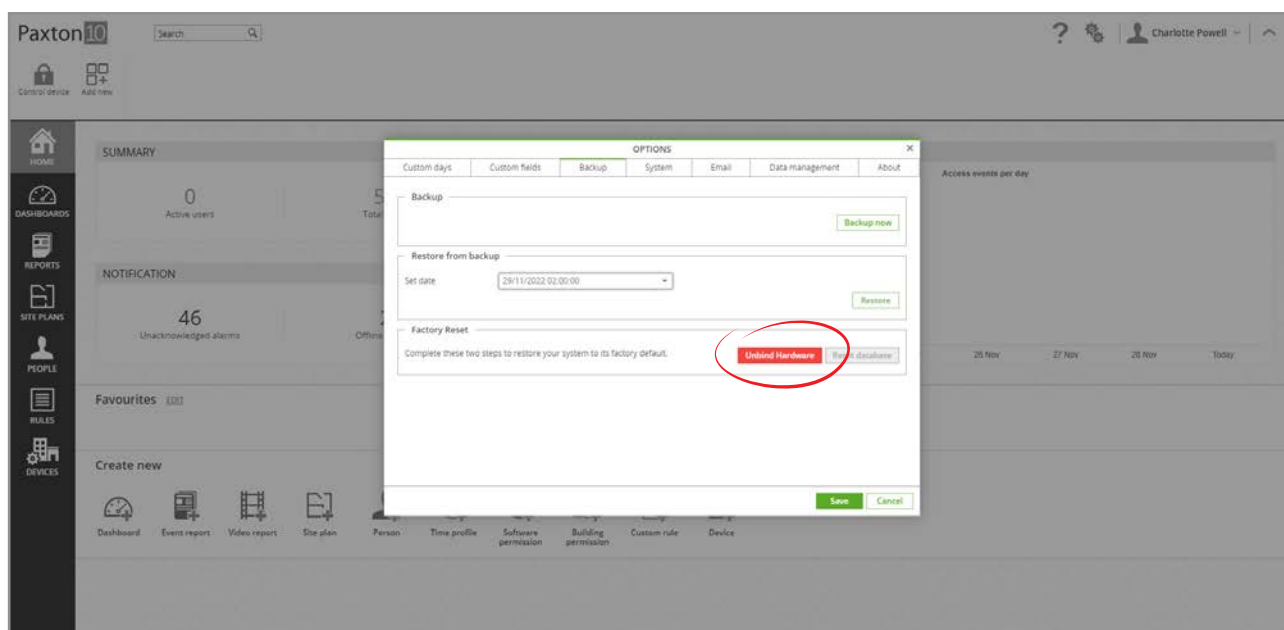 Paxton10
Search
?
Charlotte Powell
Control device
Add new
HOME
DASHBOARDS
REPORTS
SITE PLANS
PEOPLE
RULES
DEVICES
SUMMARY
0
Active users
5
Total
NOTIFICATION
46
Unacknowledged alarms
Offline
Access events per day
26 Nov 27 Nov 28 Nov Today
OPTIONS
×
Custom days Custom fields Backup System Email Data management About
Backup
Backup now
Restore from backup
Set date 29/11/2022 02:00:00
Restore
Factory Reset
Complete these two steps to restore your system to its factory default. Unbind Hardware Reset database
Save Cancel
Favourites EDIT
Create new
Dashboard Event report Video report Site plan Person Time profile Software permission Building permission Custom rule Device